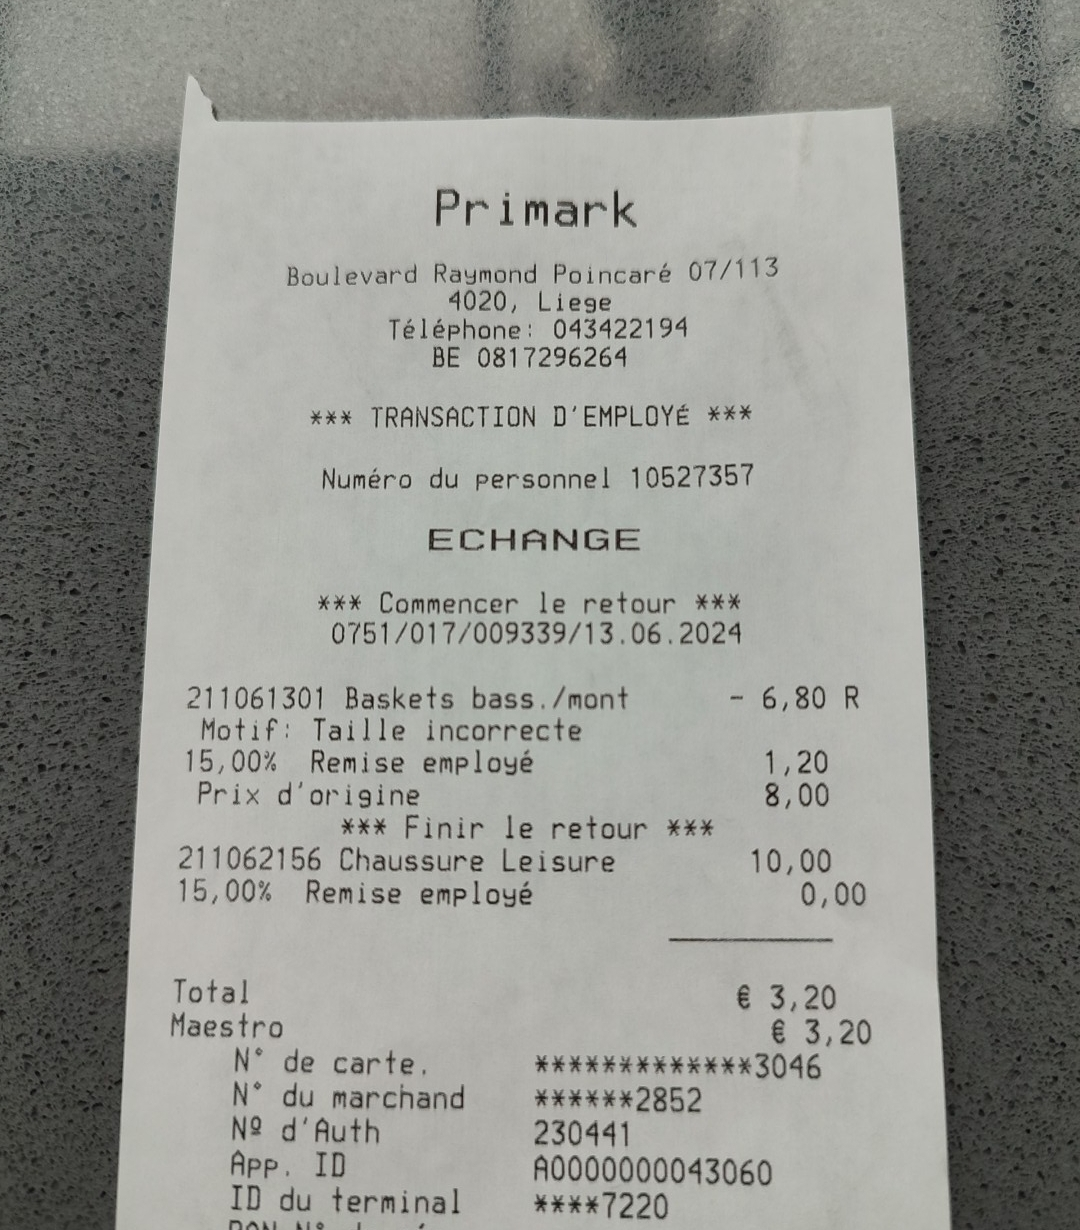 Primark
Boulevard Raymond Poincaré 07/113
4020, Liege
Téléphone: 043422194
BE 0817296264
*** TRANSACTION D'EMPLOYÉ ***
Numéro du personnel 10527357
ECHANGE
*** Commencer le retour ***
0751/017/009339/13.06.2024
211061301 Baskets bass./mont - 6,80 R
Motif: Taille incorrecte
15,00% Remise employé 1,20
Prix d'origine 8,00
*** Finir le retour ***
211062156 Chaussure Leisure 10,00
15,00% Remise employé 0,00
Total € 3,20
Maestro € 3,20
N° de carte. *************3046
N° du marchand ******2852
Nº d'Auth 230441
App. ID A0000000043060
ID du terminal ****7220